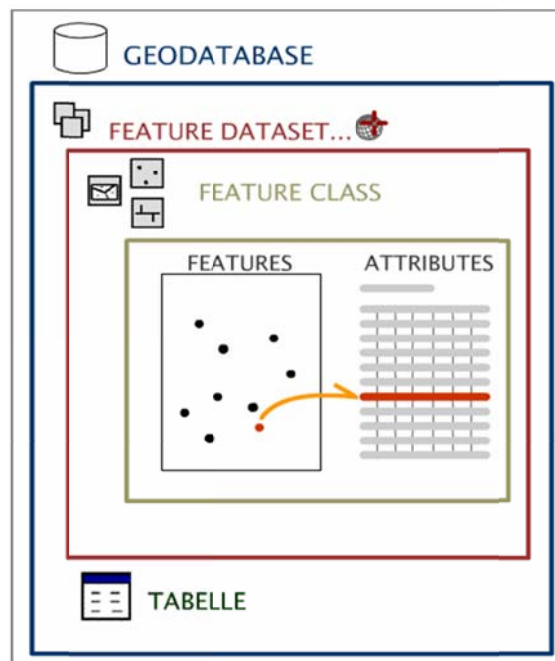 GEODATABASE
FEATURE DATASET...
FEATURE CLASS
FEATURES ATTRIBUTES
TABELLE